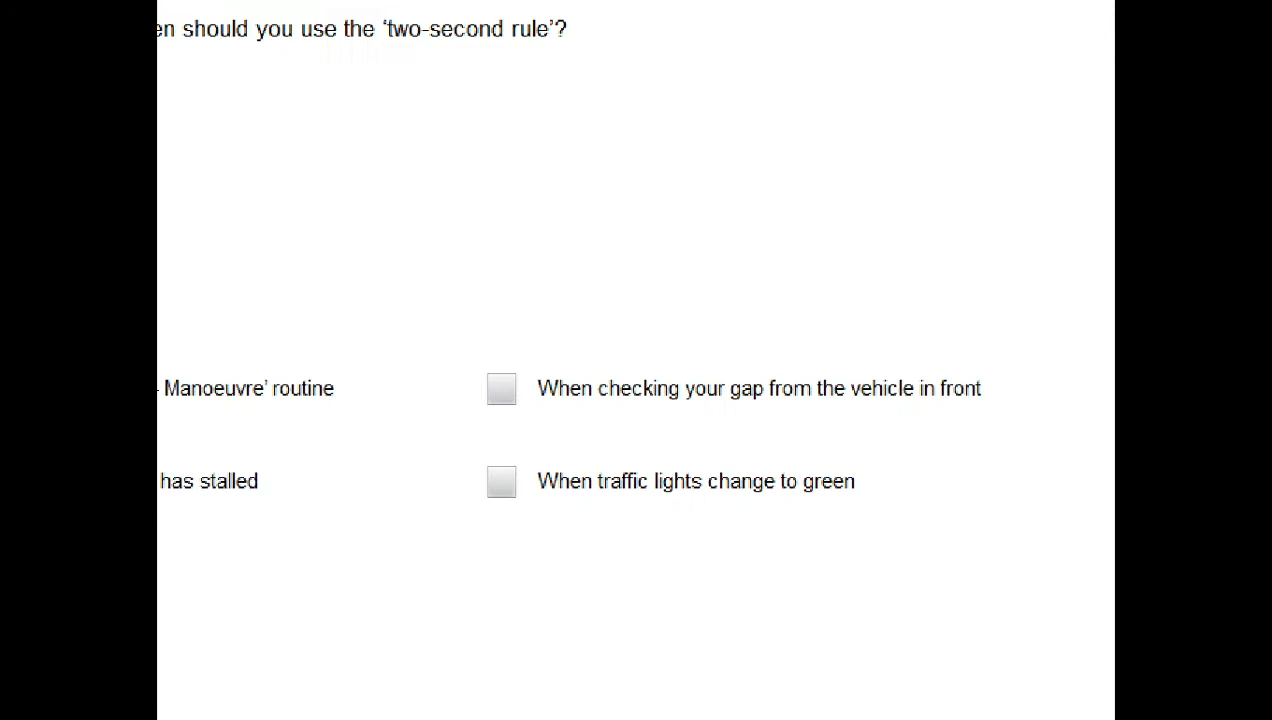 en should you use the ‘two-second rule’?
- Manoeuvre’ routine
When checking your gap from the vehicle in front
has stalled
When traffic lights change to green